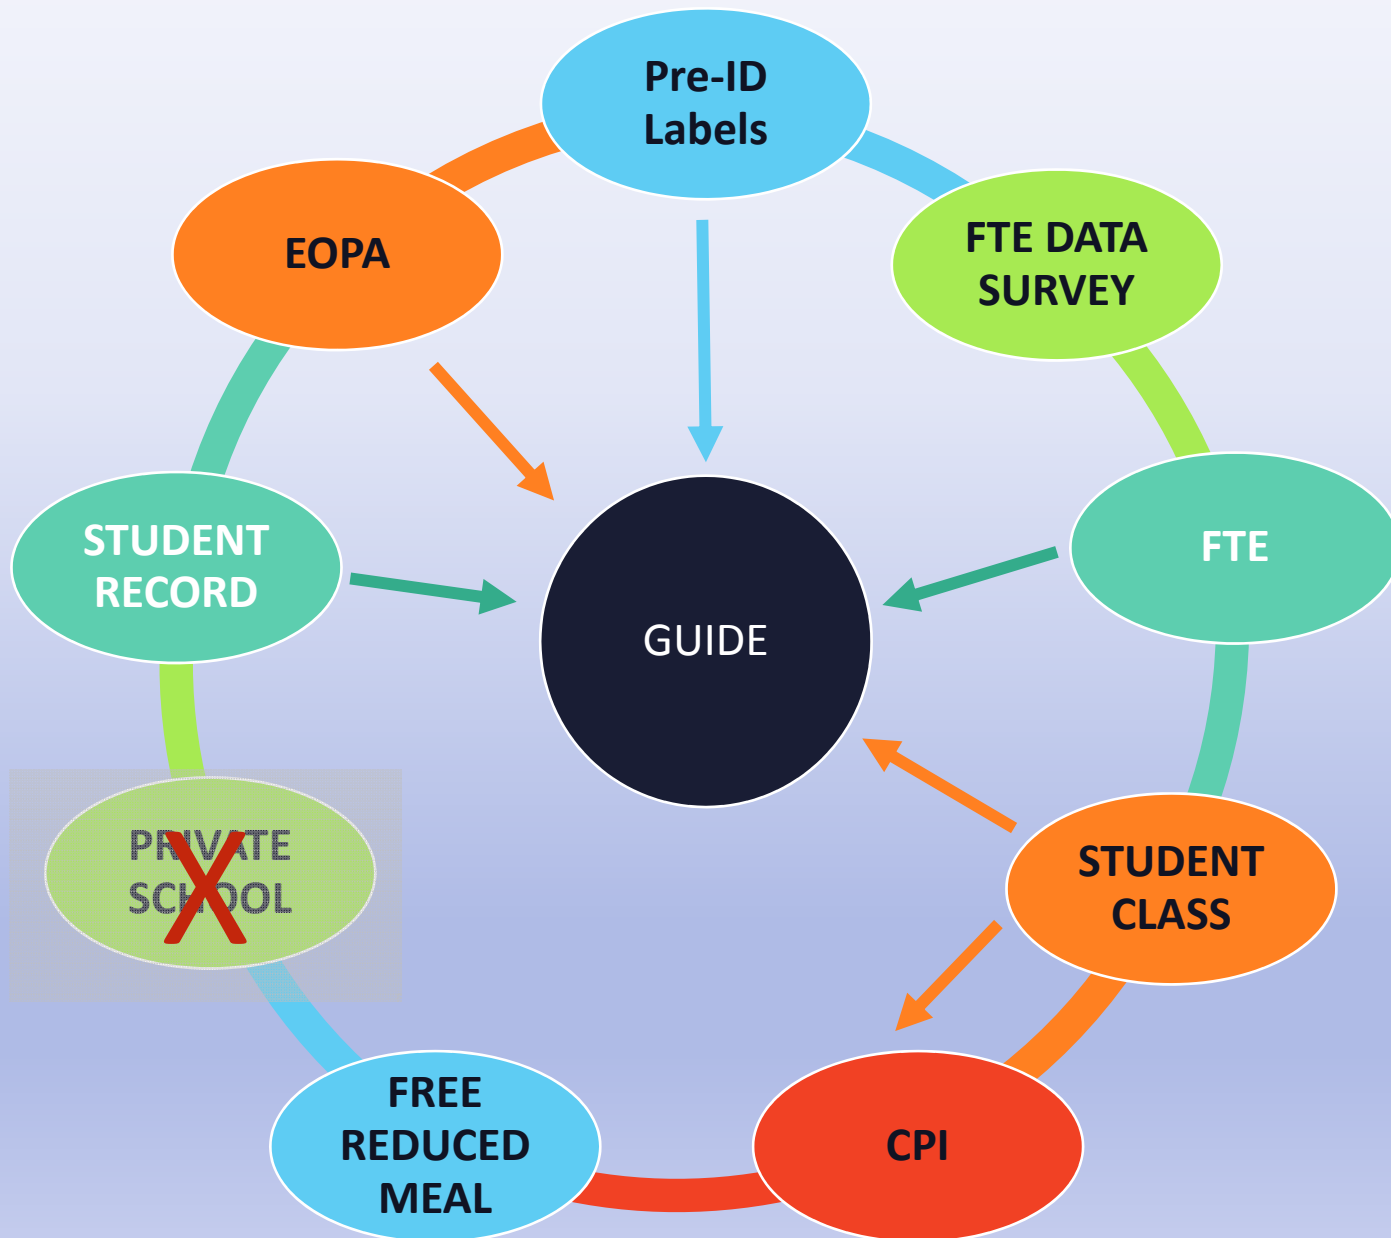 Pre-ID
Labels
FTE DATA
SURVEY
EOPA
FTE
STUDENT
RECORD
GUIDE
STUDENT
CLASS
PRIVATE
SCHOOL
X
CPI
FREE
REDUCED
MEAL